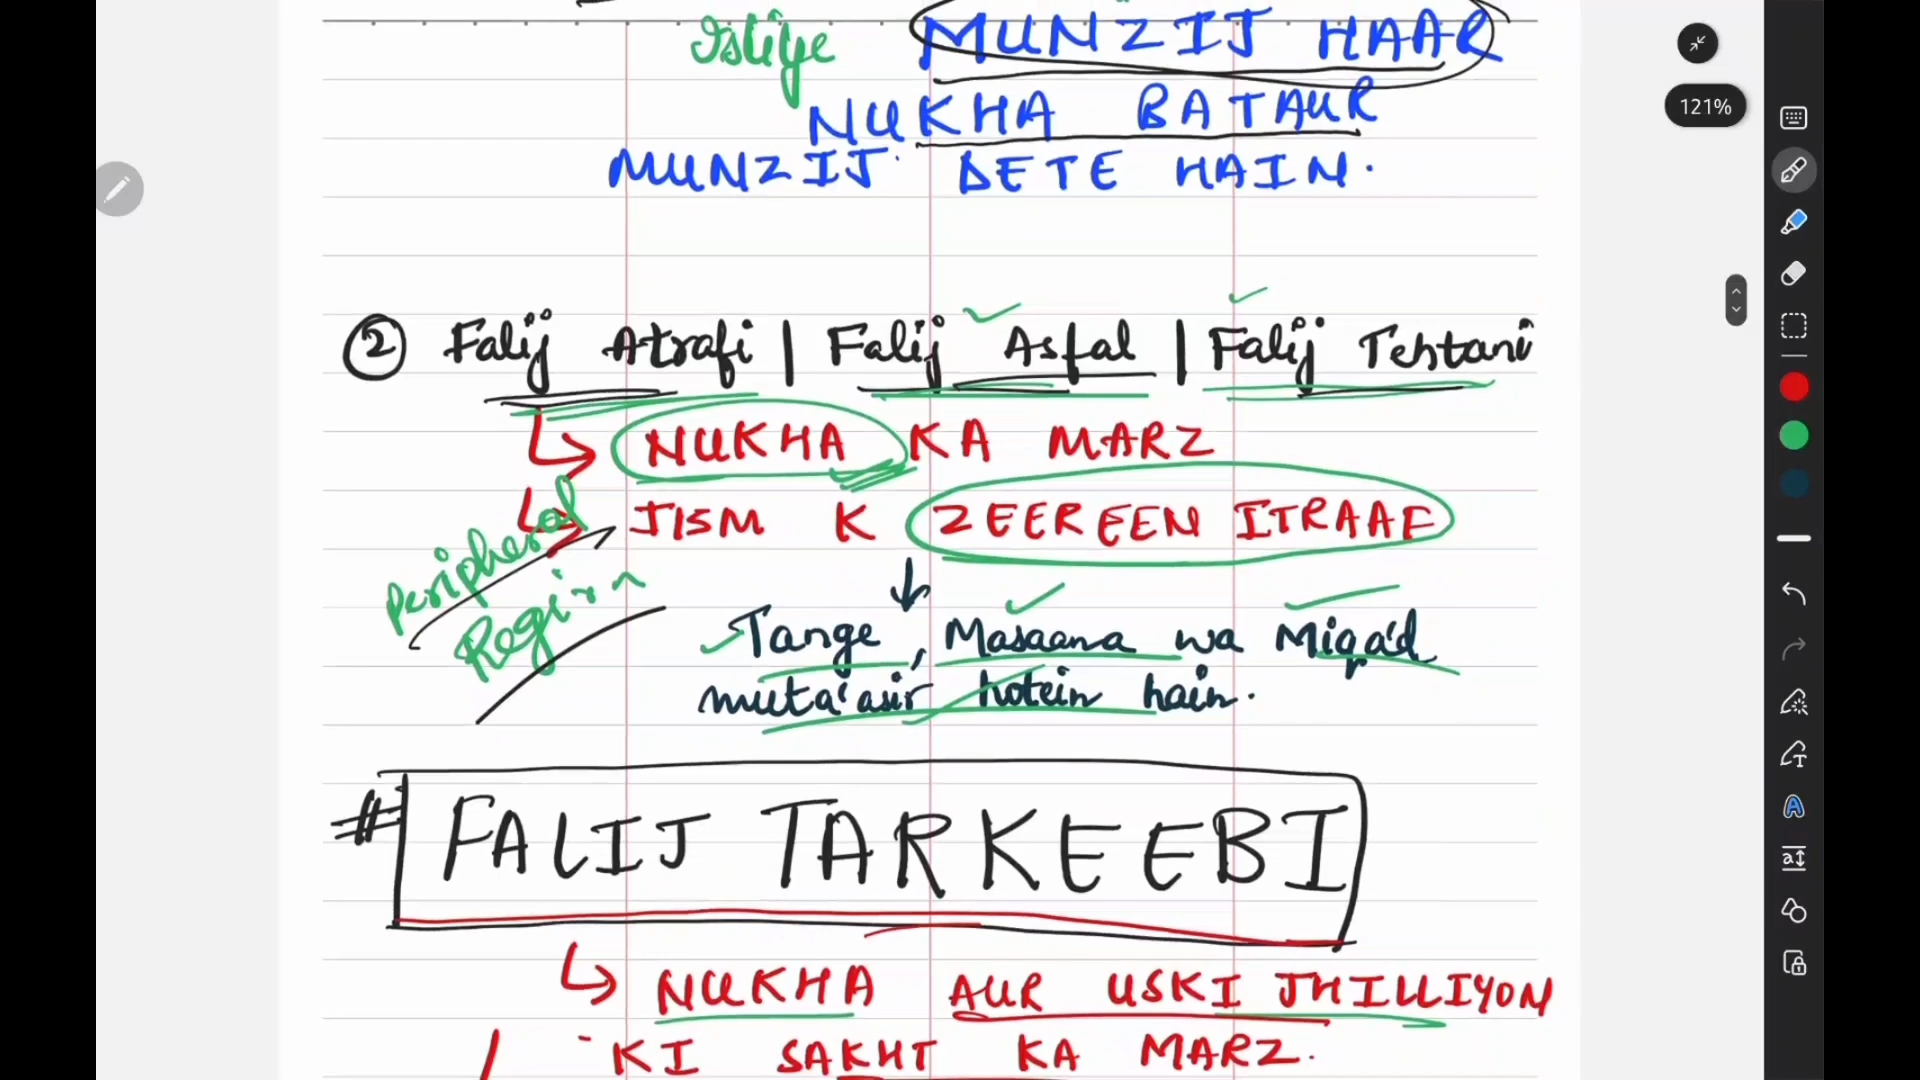 Isliye MUNZIJ HAAR
NUKHA BATAUR
MUNZIJ DETE HAIN.
121%
② Falij Atrafi | Falij Asfal | Falij Tehtani
NUKHA KA MARZ
JISM K ZEEREEN ITRAAF
Peripheral
Region
Tange, Masaana wa Miqa'd
muta'asir hotein hain.
# FALIJ TARKEEBI
NUKHA AUR USKI JHILLIYON
KI SAKHT KA MARZ.